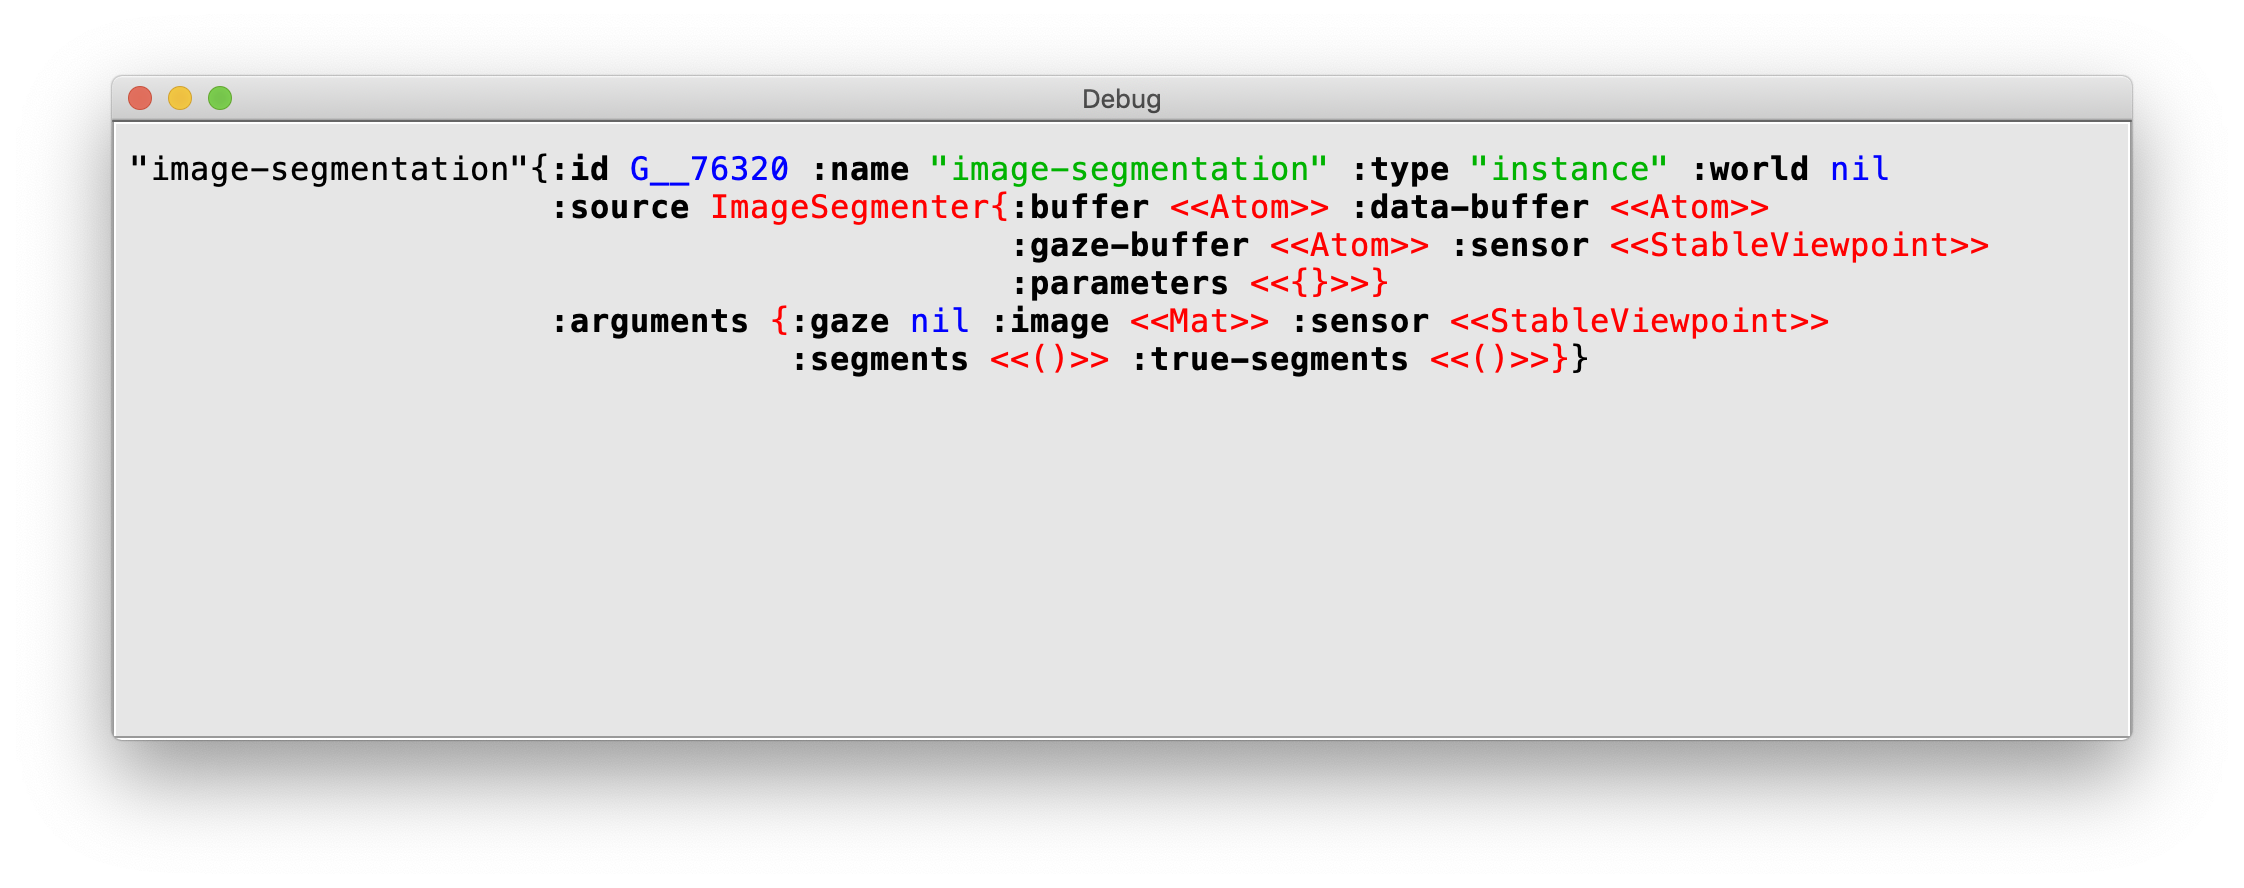 Debug
"image-segmentation"{:id G__76320 :name "image-segmentation" :type "instance" :world nil
:source ImageSegmenter{:buffer <<Atom>> :data-buffer <<Atom>>
:gaze-buffer <<Atom>> :sensor <<StableViewpoint>>
:parameters <<{}>>}
:arguments {:gaze nil :image <<Mat>> :sensor <<StableViewpoint>>
:segments <<()>> :true-segments <<()>>}}